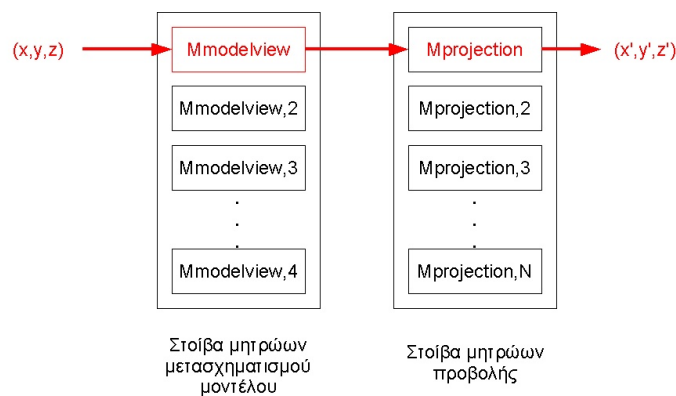 (x,y,z)
Mmodelview
Mprojection
(x',y',z')
Mmodelview,2
Mprojection,2
Mmodelview,3
Mprojection,3
Mmodelview,4
Mprojection,N
Στοίβα μητρώων
μετασχηματισμού
μοντέλου
Στοίβα μητρώων
προβολής